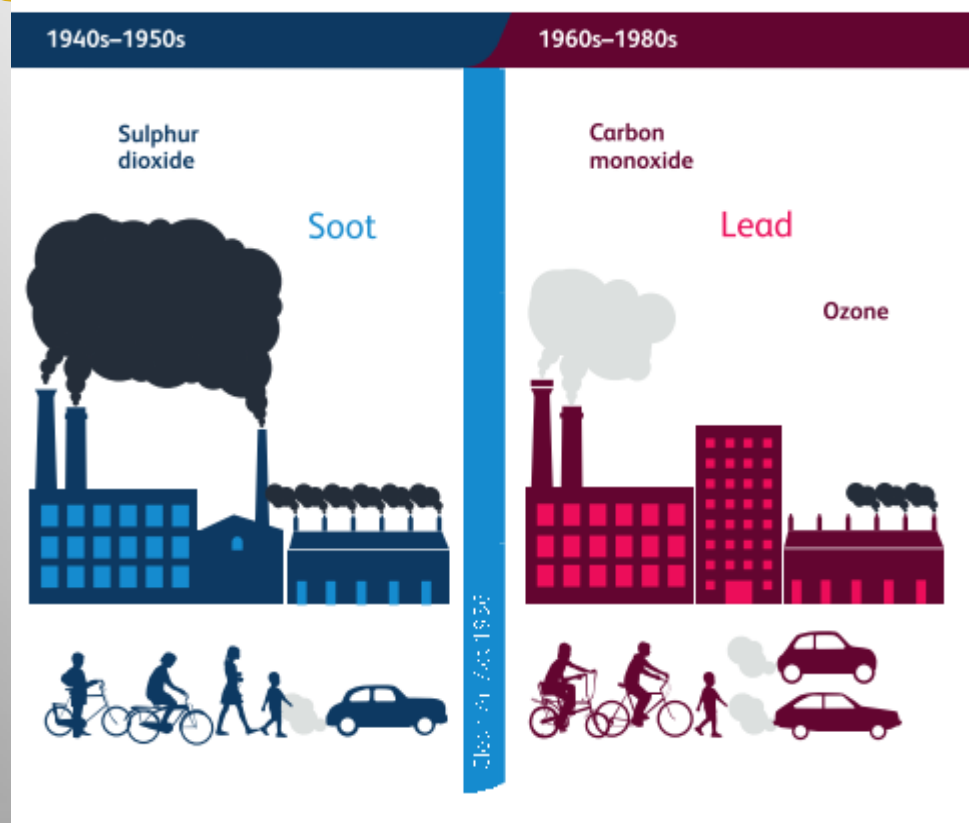 1940s–1950s
1960s–1980s
Sulphur
dioxide
Soot
Carbon
monoxide
Lead
Ozone